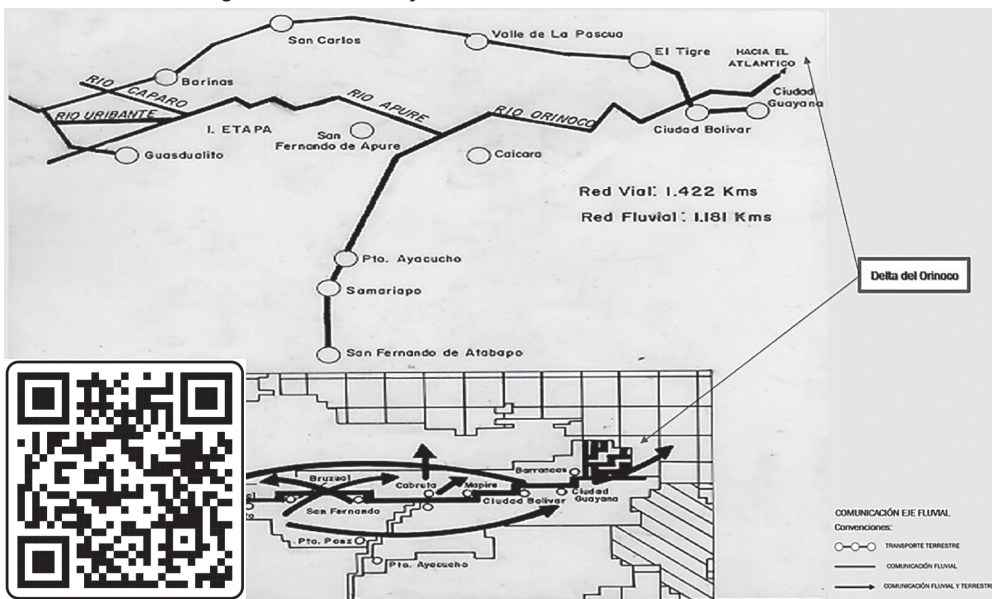 San Carlos
Valle de La Pascua
El Tigre
HACIA EL
ATLANTICO
Barinas
RIO CAPARO
Ciudad
Guayana
RIO URIBANTE
RIO APURE
RIO ORINOCO
I. ETAPA
San
Fernando de Apure
Ciudad Bolivar
Guasdualito
Caicara
Red Vial: 1.422 Kms
Red Fluvial: 1.181 Kms
Pto. Ayacucho
Delta del Orinoco
Samariapo
San Fernando de Atabapo
Barrancas
Bruzual
Cabruta
Mapire
Ciudad Bolivar
Ciudad
Guayana
San Fernando
Pto. Paez
Pto. Ayacucho
COMUNICACIÓN EJE FLUVIAL
Convenciones:
TRANSPORTE TERRESTRE
COMUNICACIÓN FLUVIAL
COMUNICACIÓN FLUVIAL Y TERRESTRE